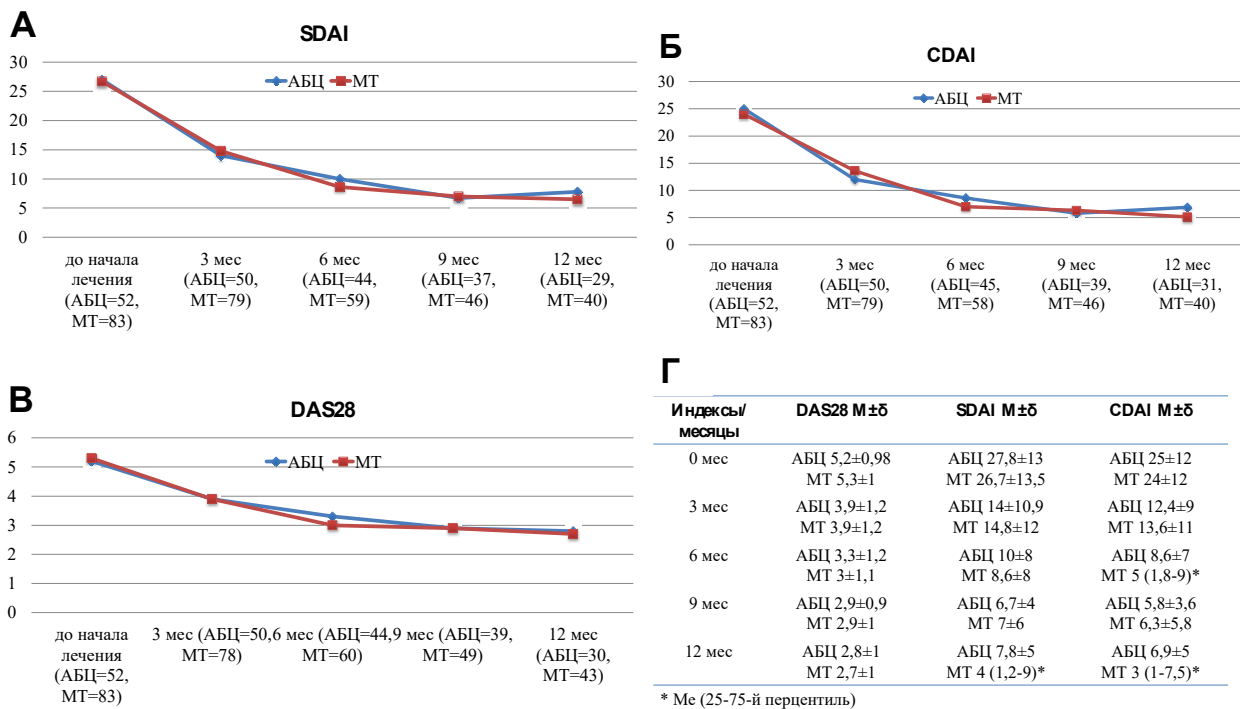 А
SDAI
30
25
20
15
10
5
0
АБЦ
МТ
до начала
лечения
(АБЦ=52,
МТ=83)
3 мес
(АБЦ=50,
МТ=79)
6 мес
(АБЦ=44,
МТ=59)
9 мес
(АБЦ=37,
МТ=46)
12 мес
(АБЦ=29,
МТ=40)
Б
CDAI
30
25
20
15
10
5
0
АБЦ
МТ
до начала
лечения
(АБЦ=52,
МТ=83)
3 мес
(АБЦ=50,
МТ=79)
6 мес
(АБЦ=45,
МТ=58)
9 мес
(АБЦ=39,
МТ=46)
12 мес
(АБЦ=31,
МТ=40)
В
DAS28
6
5
4
3
2
1
0
АБЦ
МТ
до начала
лечения
(АБЦ=52,
МТ=83)
3 мес (АБЦ=50,
МТ=78)
6 мес (АБЦ=44,
МТ=60)
9 мес (АБЦ=39,
МТ=49)
12 мес
(АБЦ=30,
МТ=43)
Г
Индексы/ DAS28 M±δ SDAI M±δ CDAI M±δ
месяцы
0 мес АБЦ 5,2±0,98 АБЦ 27,8±13 АБЦ 25±12
МТ 5,3±1 МТ 26,7±13,5 МТ 24±12
3 мес АБЦ 3,9±1,2 АБЦ 14±10,9 АБЦ 12,4±9
МТ 3,9±1,2 МТ 14,8±12 МТ 13,6±11
6 мес АБЦ 3,3±1,2 АБЦ 10±8 АБЦ 8,6±7
МТ 3±1,1 МТ 8,6±8 МТ 5 (1,8-9)*
9 мес АБЦ 2,9±0,9 АБЦ 6,7±4 АБЦ 5,8±3,6
МТ 2,9±1 МТ 7±6 МТ 6,3±5,8
12 мес АБЦ 2,8±1 АБЦ 7,8±5 АБЦ 6,9±5
МТ 2,7±1 МТ 4 (1,2-9)* МТ 3 (1-7,5)*
* Ме (25-75-й перцентиль)